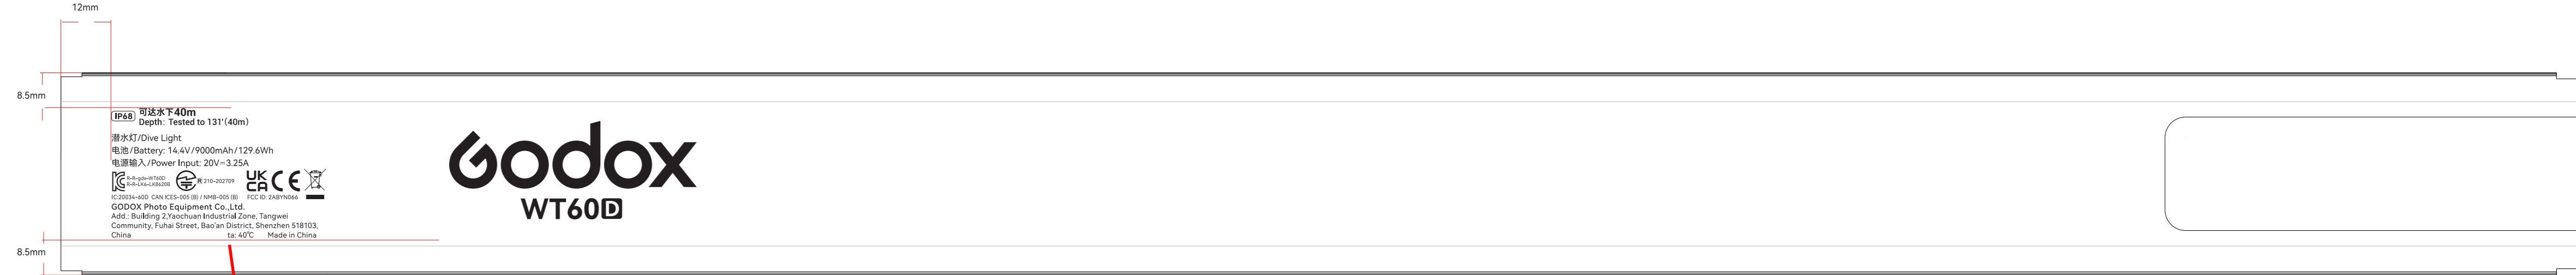 12mm
8.5mm
IP68 可达水下40m
Depth: Tested to 131'(40m)
潜水灯/Dive Light
电池/Battery: 14.4V/9000mAh/129.6Wh
电源输入/Power Input: 20V=3.25A
R-R-gdx-WT60D
R-R-LK6-LK86208
R 210-202709
UK
CA CE
IC:20034-60D CAN ICES-005 (B) / NMB-005 (B) FCC ID: 2ABYN066
GODOX Photo Equipment Co.,Ltd.
Add.: Building 2,Yaochuan Industrial Zone, Tangwei
Community, Fuhai Street, Bao'an District, Shenzhen 518103,
China ta: 40℃ Made in China
Godox
WT60D
8.5mm